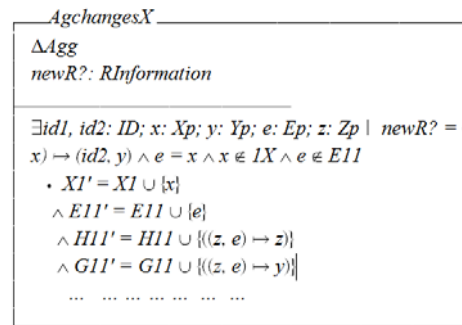 AgchangesX
ΔAgg
newR?: RInformation
∃id1, id2: ID; x: Xp; y: Yp; e: Ep; z: Zp | newR? =
x) ↦ (id2, y) ∧ e = x ∧ x ∉ 1X ∧ e ∉ E11
• X1' = X1 ∪ {x}
∧ E11' = E11 ∪ {e}
∧ H11' = H11 ∪ {((z, e) ↦ z)}
∧ G11' = G11 ∪ {((z, e) ↦ y)}
... ... ... ... ... ... ...